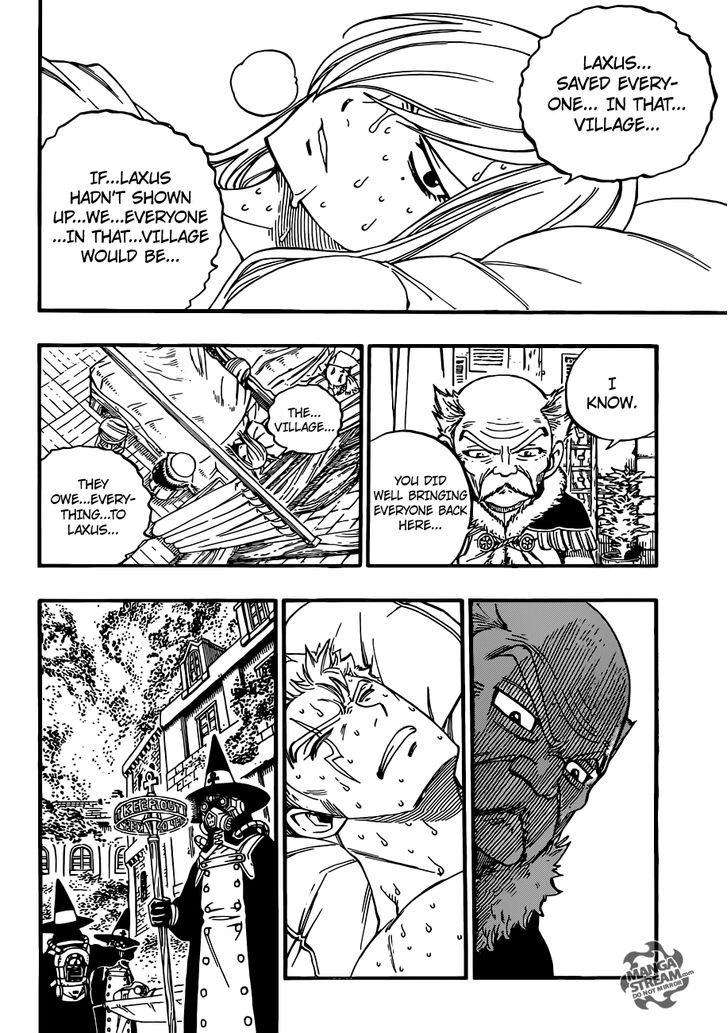 LAXUS...
SAVED EVERY-
ONE... IN THAT...
VILLAGE...
IF...LAXUS
HADN'T SHOWN
UP...WE...EVERYONE
...IN THAT...VILLAGE
WOULD BE...
I
KNOW.
YOU DID
WELL BRINGING
EVERYONE BACK
HERE...
THE...
VILLAGE...
THEY
OWE...EVERY-
THING...TO
LAXUS...
KEEP OUT
MANGA
STREAM.com
DO NOT MIRROR!